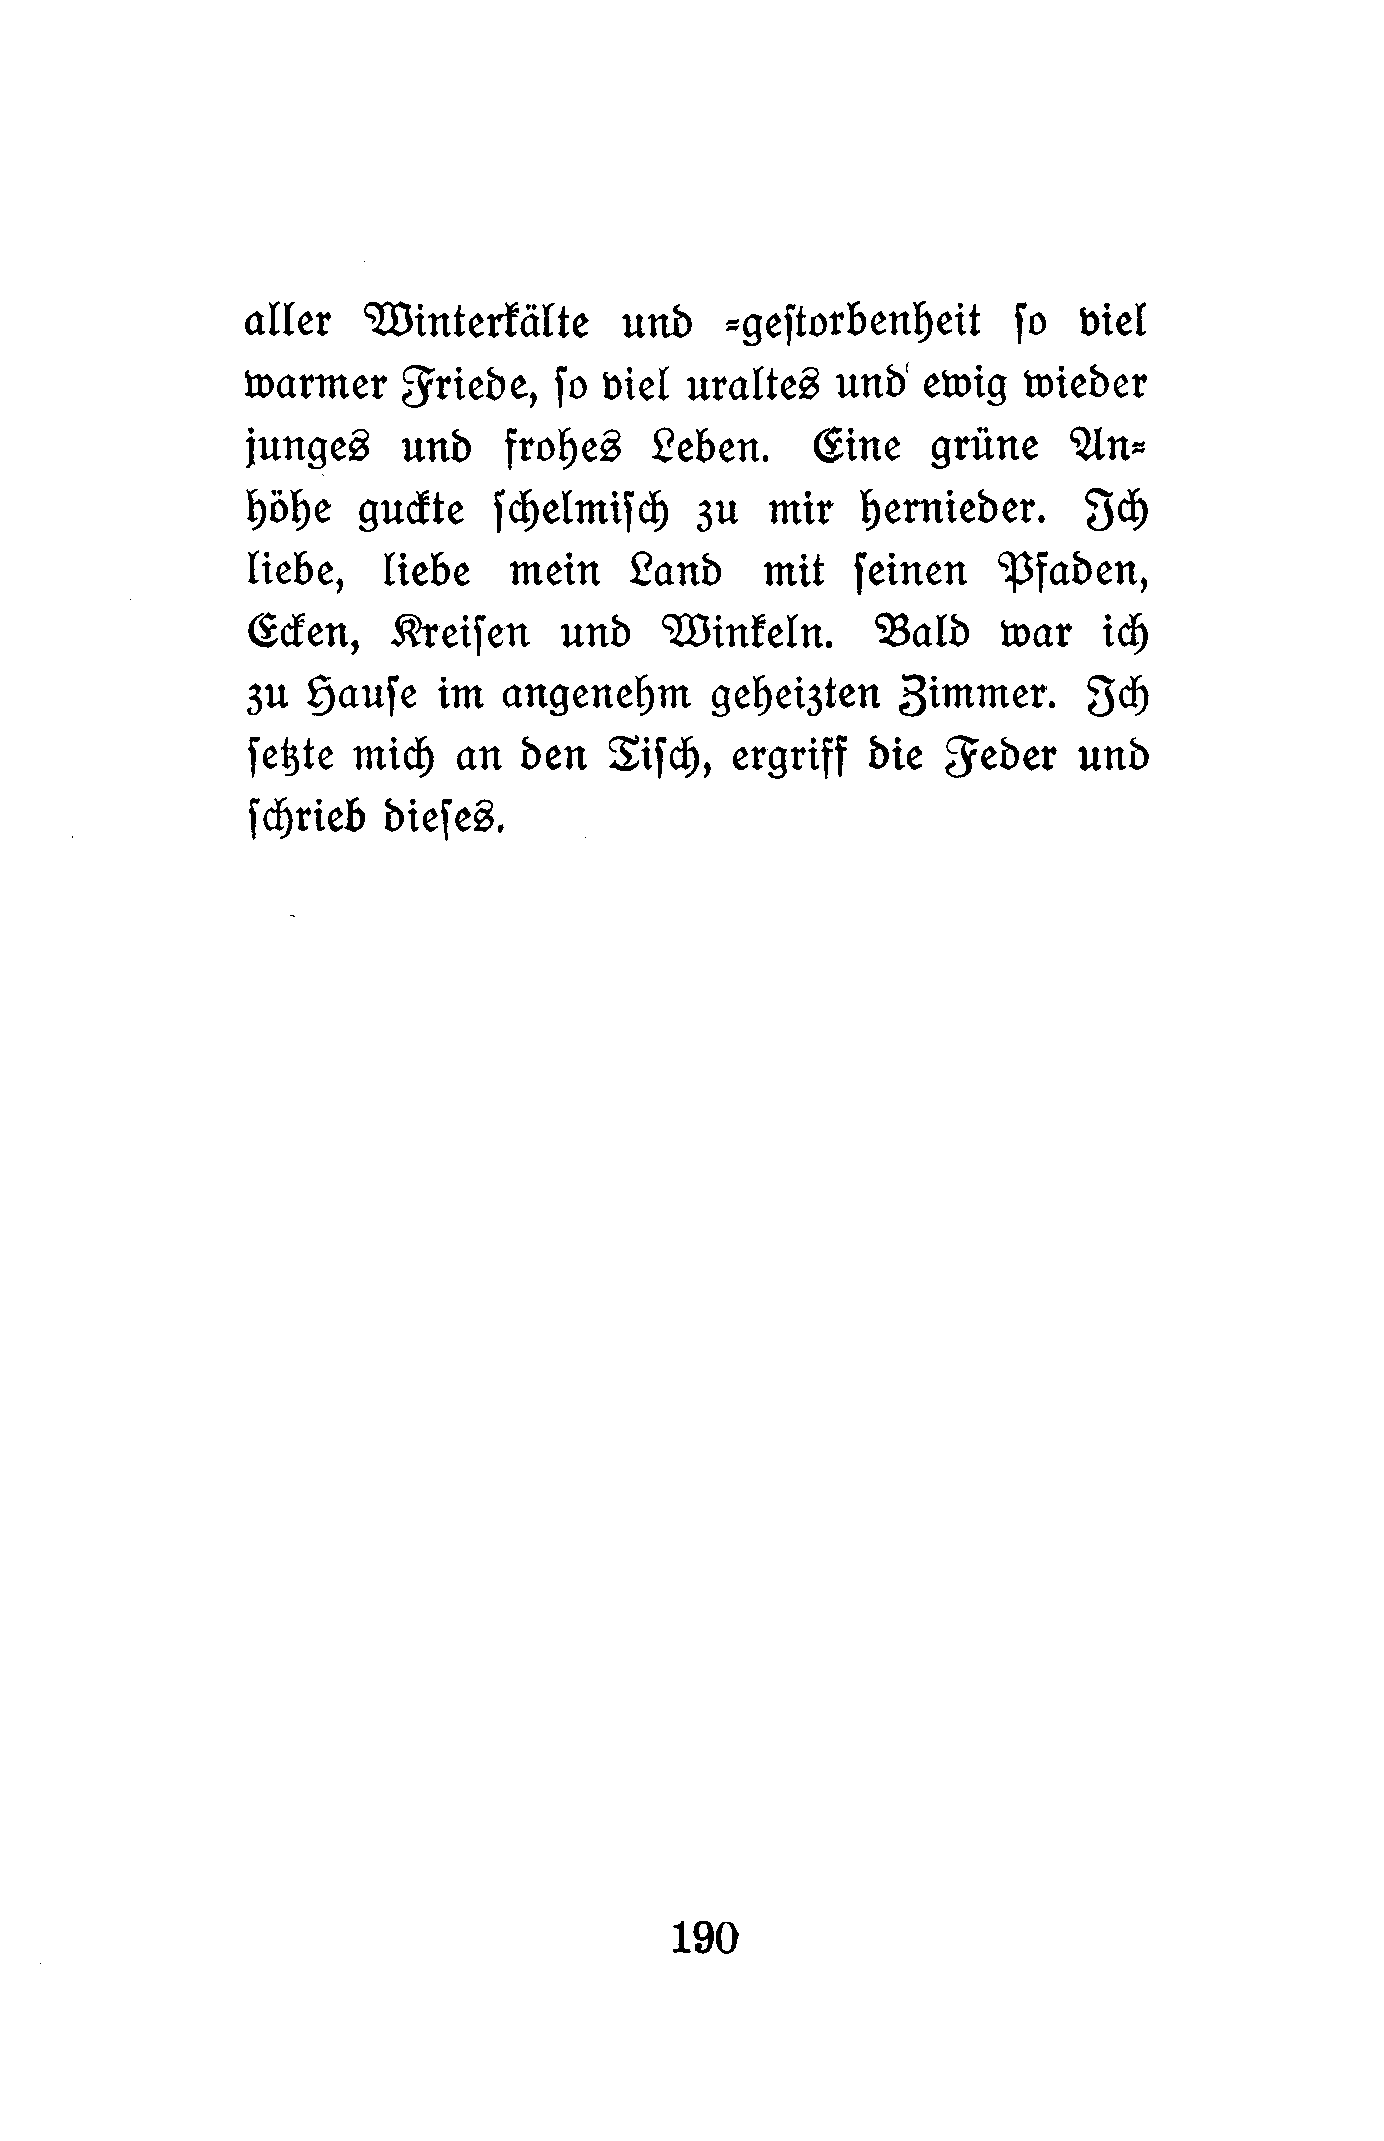 aller Winterkälte und =geſtorbenheit ſo viel
warmer Friede, ſo viel uraltes und ewig wieder
junges und frohes Leben. Eine grüne An=
höhe guckte ſchelmiſch zu mir hernieder. Ich
liebe, liebe mein Land mit ſeinen Pfaden,
Ecken, Kreiſen und Winkeln. Bald war ich
zu Hauſe im angenehm geheizten Zimmer. Ich
ſetzte mich an den Tiſch, ergriff die Feder und
ſchrieb dieſes.
190